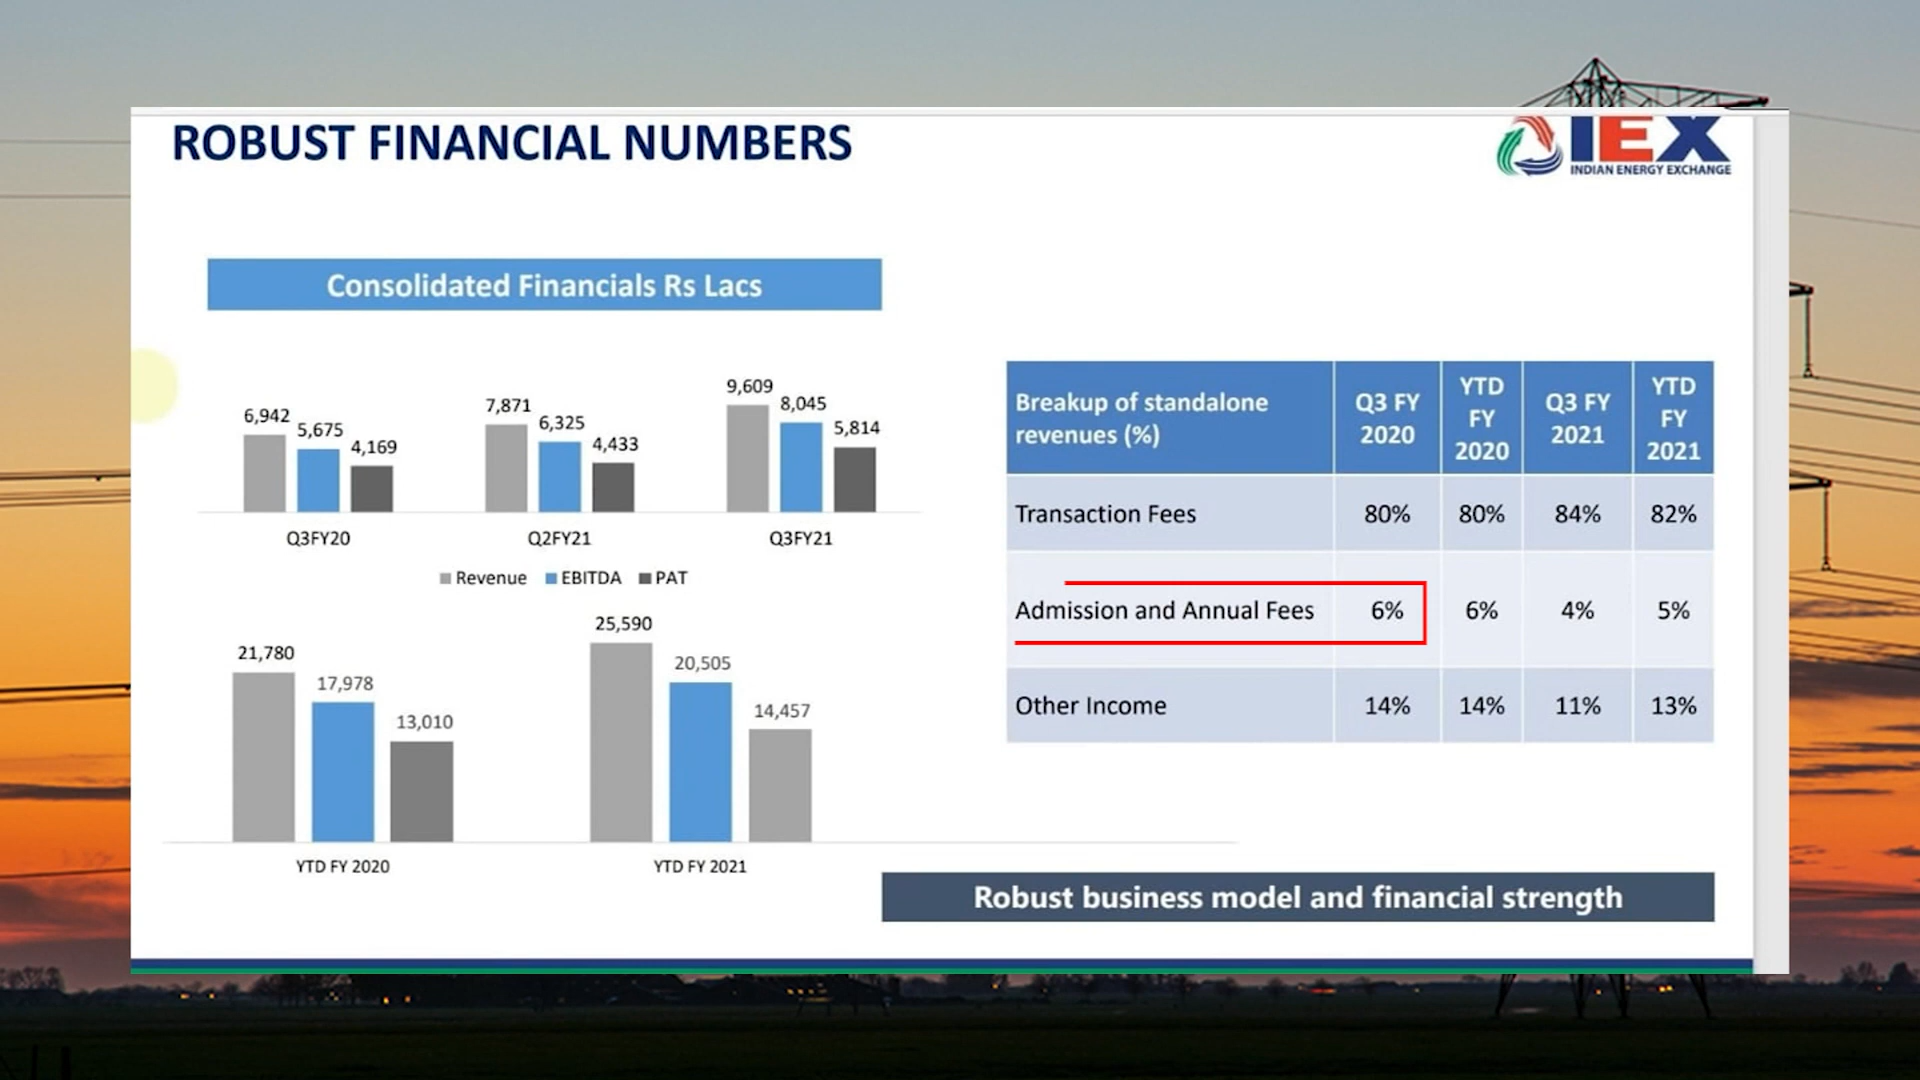 ROBUST FINANCIAL NUMBERS
IEX
INDIAN ENERGY EXCHANGE
Consolidated Financials Rs Lacs
6,942 5,675 4,169
7,871 6,325 4,433
9,609 8,045 5,814
Q3FY20 Q2FY21 Q3FY21
Revenue EBITDA PAT
21,780 17,978 13,010
25,590 20,505 14,457
YTD FY 2020 YTD FY 2021
Breakup of standalone
revenues (%)
Q3 FY
2020
YTD
FY
2020
Q3 FY
2021
YTD
FY
2021
Transaction Fees 80% 80% 84% 82%
Admission and Annual Fees 6% 6% 4% 5%
Other Income 14% 14% 11% 13%
Robust business model and financial strength